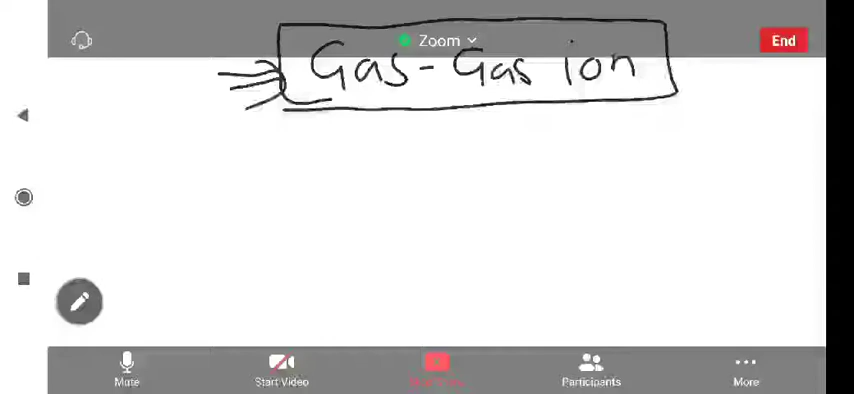 Zoom
End
Gas - Gas ion
Mute
Start Video
Participants
More